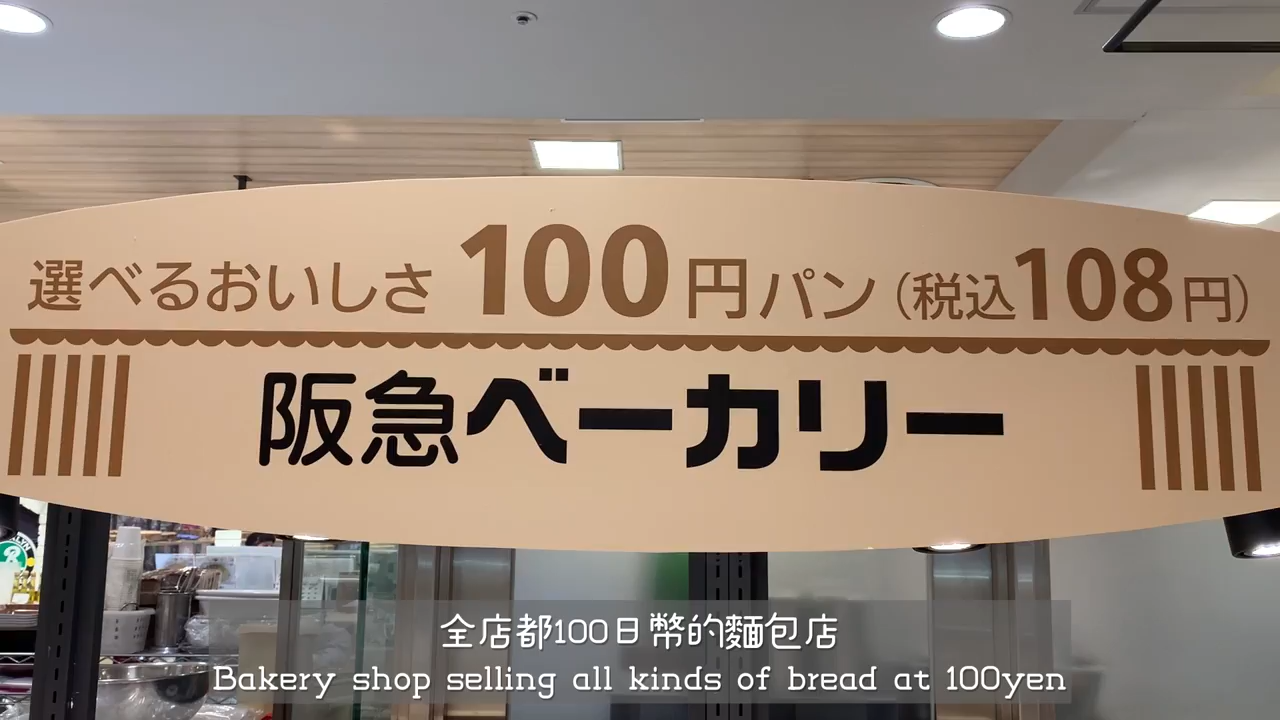 選べるおいしさ 100円パン（税込108円）
阪急ベーカリー
全店都100日幣的麵包店
Bakery shop selling all kinds of bread at 100yen